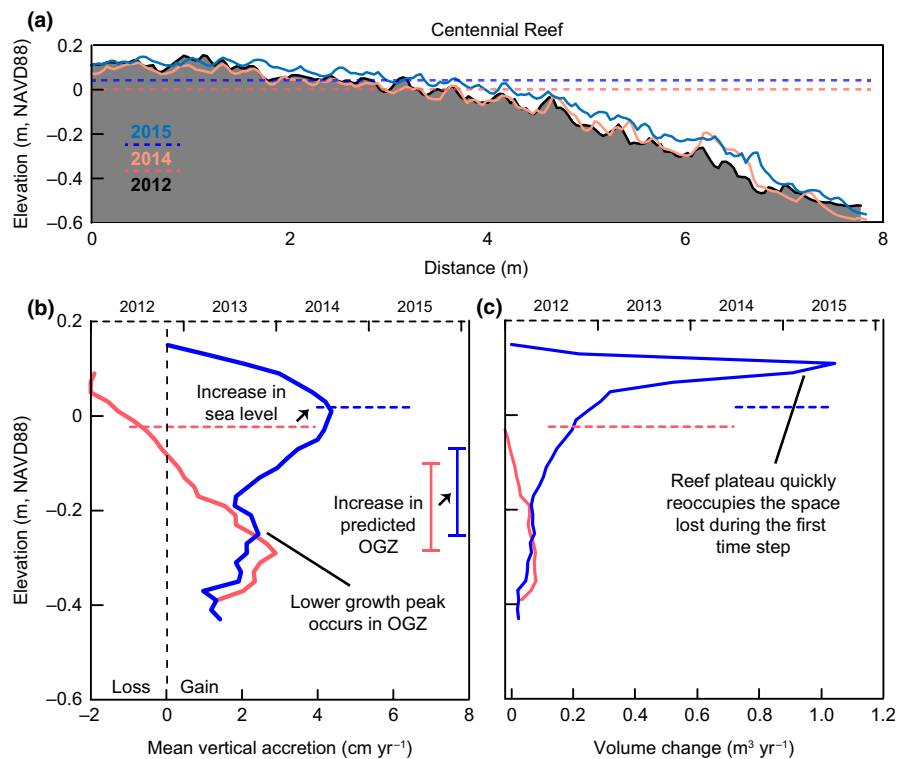 (a)
Centennial Reef
0.2
0
−0.2
−0.4
−0.6
Elevation (m, NAVD88)
2015
2014
2012
0
2
4
6
8
Distance (m)
(b)
2012
2013
2014
2015
0.2
0
−0.2
−0.4
−0.6
Elevation (m, NAVD88)
Increase in
sea level
Increase in
predicted
OGZ
Lower growth peak
occurs in OGZ
Loss
Gain
−2
0
2
4
6
8
Mean vertical accretion (cm yr⁻¹)
(c)
2012
2013
2014
2015
Reef plateau quickly
reoccupies the space
lost during the first
time step
0
0.2
0.4
0.6
0.8
1.0
1.2
Volume change (m³ yr⁻¹)